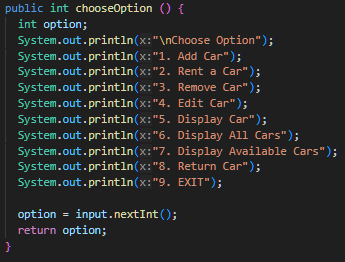 public int chooseOption () {
int option;
System.out.println(x:"\nChoose Option");
System.out.println(x:"1. Add Car");
System.out.println(x:"2. Rent a Car");
System.out.println(x:"3. Remove Car");
System.out.println(x:"4. Edit Car");
System.out.println(x:"5. Display Car");
System.out.println(x:"6. Display All Cars");
System.out.println(x:"7. Display Available Cars");
System.out.println(x:"8. Return Car");
System.out.println(x:"9. EXIT");
option = input.nextInt();
return option;
}